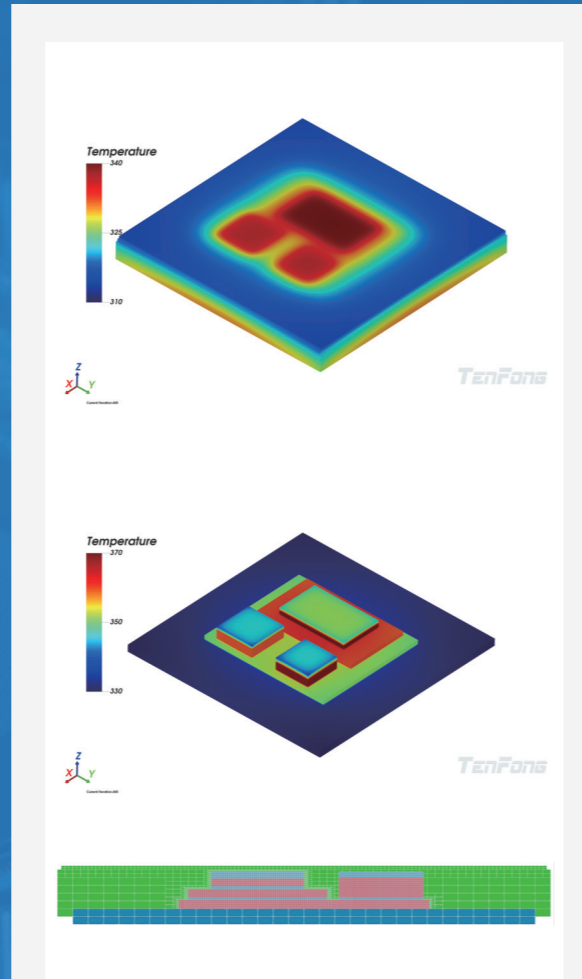 Temperature
340
325
310
Z
X Y
TENFONG
Temperature
370
350
330
Z
X Y
TENFONG